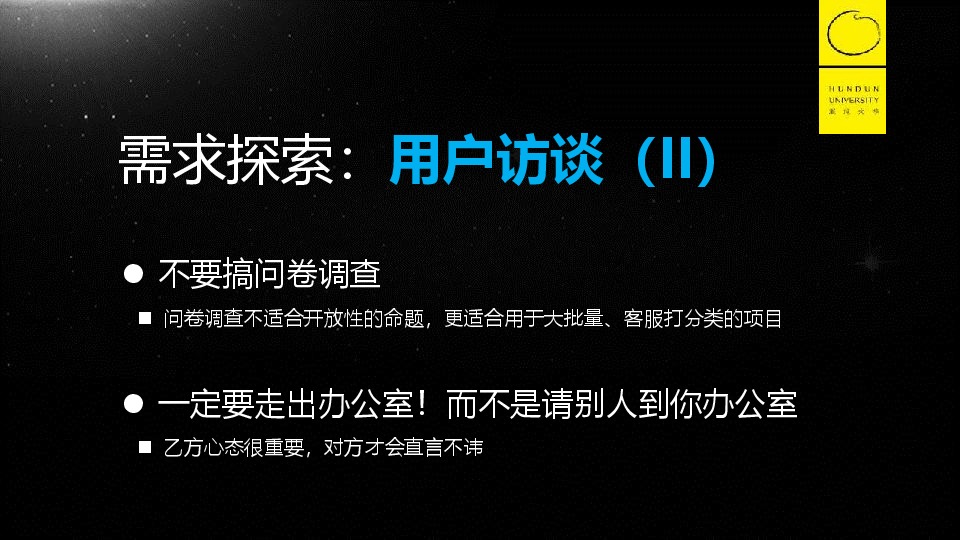 HUNDUN
UNIVERSITY
混沌大学
需求探索：用户访谈（II）
● 不要搞问卷调查
■ 问卷调查不适合开放性的命题，更适合用于大批量、客服打分类的项目
● 一定要走出办公室！而不是请别人到你办公室
■ 乙方心态很重要，对方才会直言不讳